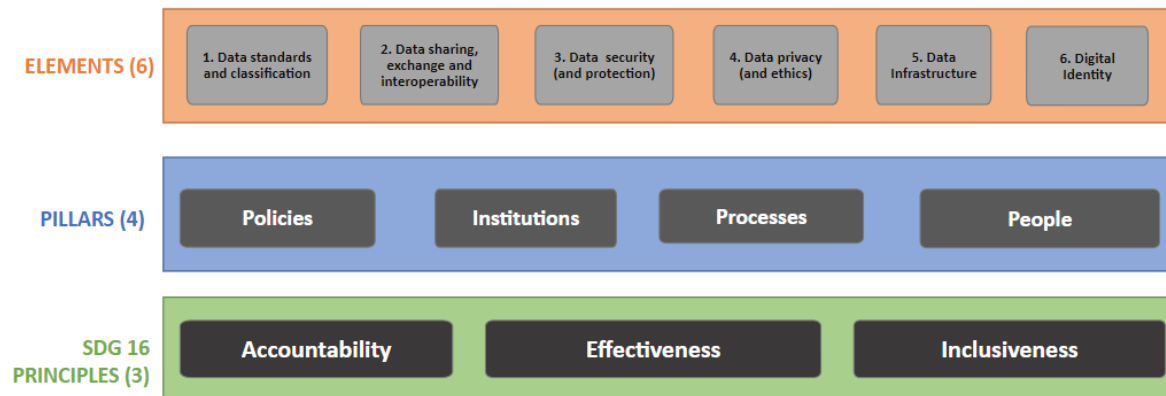 ELEMENTS (6)
1. Data standards
and classification
2. Data sharing,
exchange and
interoperability
3. Data security
(and protection)
4. Data privacy
(and ethics)
5. Data
Infrastructure
6. Digital
Identity
PILLARS (4)
Policies
Institutions
Processes
People
SDG 16
PRINCIPLES (3)
Accountability
Effectiveness
Inclusiveness